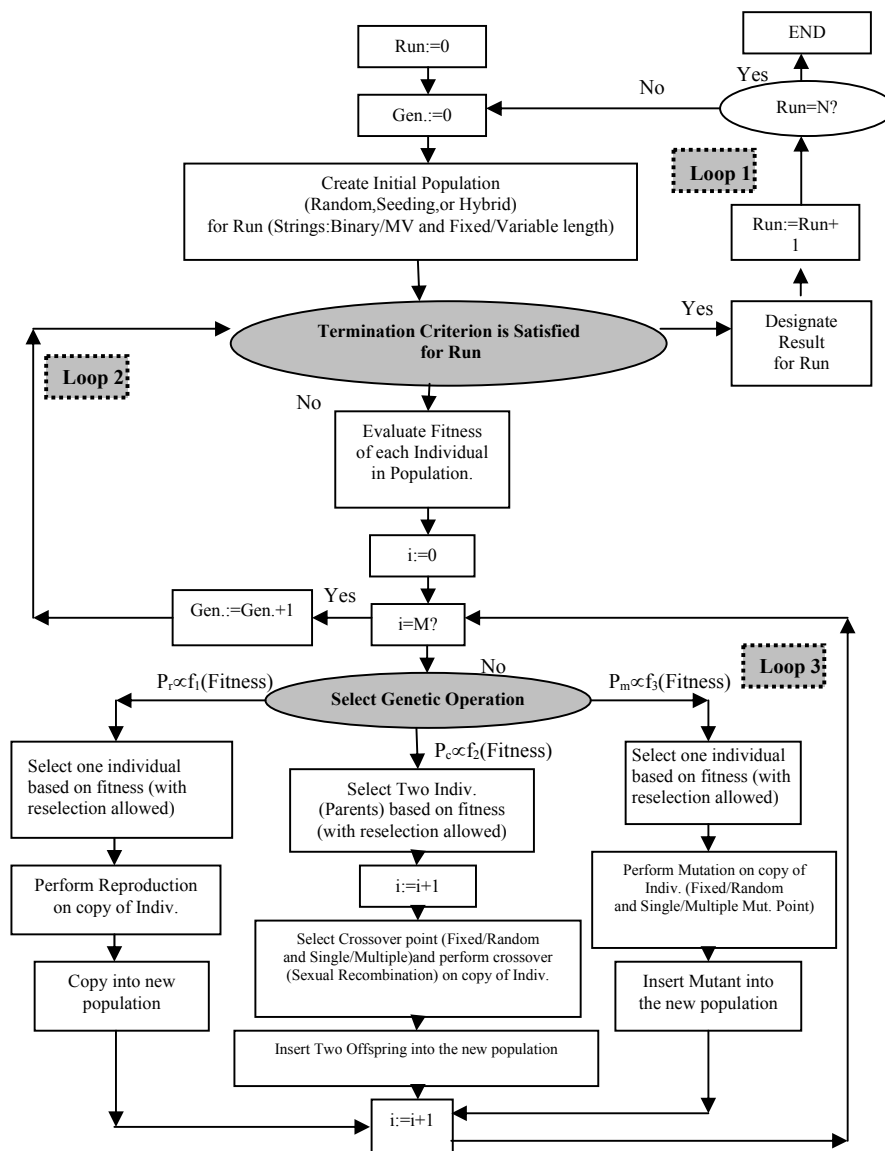 Run:=0
END
Yes
No
Run=N?
Gen.:=0
Loop 1
Create Initial Population
(Random,Seeding,or Hybrid)
for Run (Strings:Binary/MV and Fixed/Variable length)
Run:=Run+
1
Yes
Termination Criterion is Satisfied
for Run
Designate
Result
for Run
Loop 2
No
Evaluate Fitness
of each Individual
in Population.
i:=0
Yes
Gen.:=Gen.+1
i=M?
No
Loop 3
Pr∝f1(Fitness)
Select Genetic Operation
Pm∝f3(Fitness)
Pc∝f2(Fitness)
Select one individual
based on fitness (with
reselection allowed)
Select Two Indiv.
(Parents) based on fitness
(with reselection allowed)
Select one individual
based on fitness (with
reselection allowed)
Perform Reproduction
on copy of Indiv.
i:=i+1
Perform Mutation on copy of
Indiv. (Fixed/Random
and Single/Multiple Mut. Point)
Select Crossover point (Fixed/Random
and Single/Multiple)and perform crossover
(Sexual Recombination) on copy of Indiv.
Copy into new
population
Insert Mutant into
the new population
Insert Two Offspring into the new population
i:=i+1